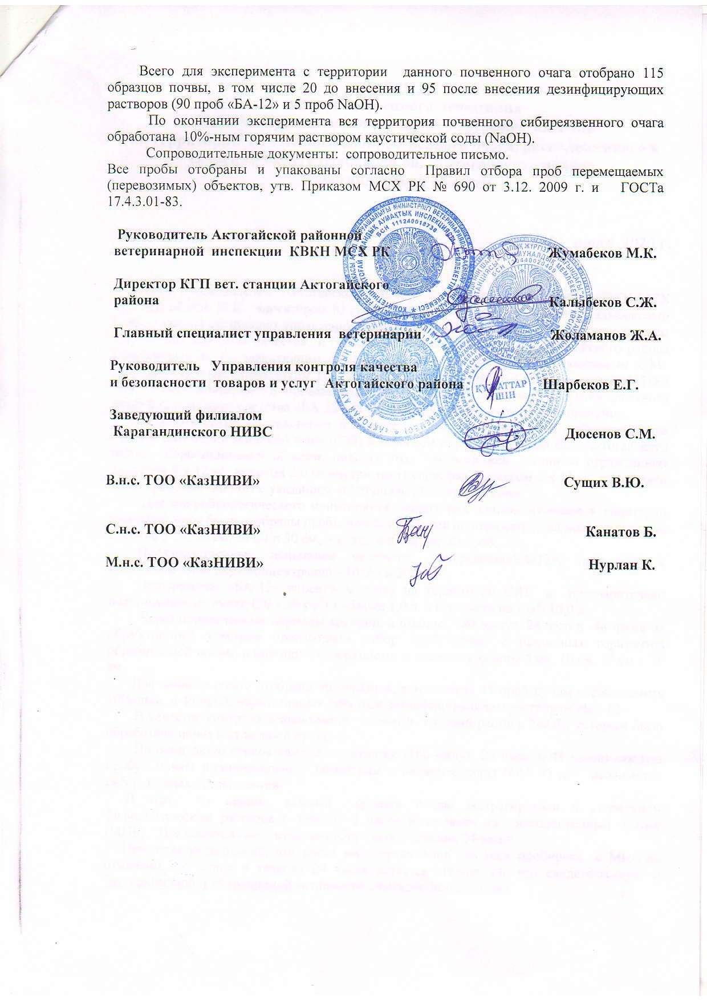 Всего для эксперимента с территории данного почвенного очага отобрано 115
образцов почвы, в том числе 20 до внесения и 95 после внесения дезинфицирующих
растворов (90 проб «БА-12» и 5 проб NaOH).
По окончании эксперимента вся территория почвенного сибиреязвенного очага
обработана 10%-ным горячим раствором каустической соды (NaOH).
Сопроводительные документы: сопроводительное письмо.
Все пробы отобраны и упакованы согласно Правил отбора проб перемещаемых
(перевозимых) объектов, утв. Приказом МСХ РК № 690 от 3.12. 2009 г. и ГОСТа
17.4.3.01-83.
Руководитель Актогайской районной
ветеринарной инспекции КВКН МСХ РК Жумабеков М.К.
Директор КГП вет. станции Актогайского
района Калыбеков С.Ж.
Главный специалист управления ветеринарии Жоламанов Ж.А.
Руководитель Управления контроля качества
и безопасности товаров и услуг Актогайского района Шарбеков Е.Г.
Заведующий филиалом
Карагандинского НИВС Дюсенов С.М.
В.н.с. ТОО «КазНИВИ» Сущих В.Ю.
С.н.с. ТОО «КазНИВИ» Канатов Б.
М.н.с. ТОО «КазНИВИ» Нурлан К.
БСН 111240018738
ҚҰЖАТТАР
ҮШІН